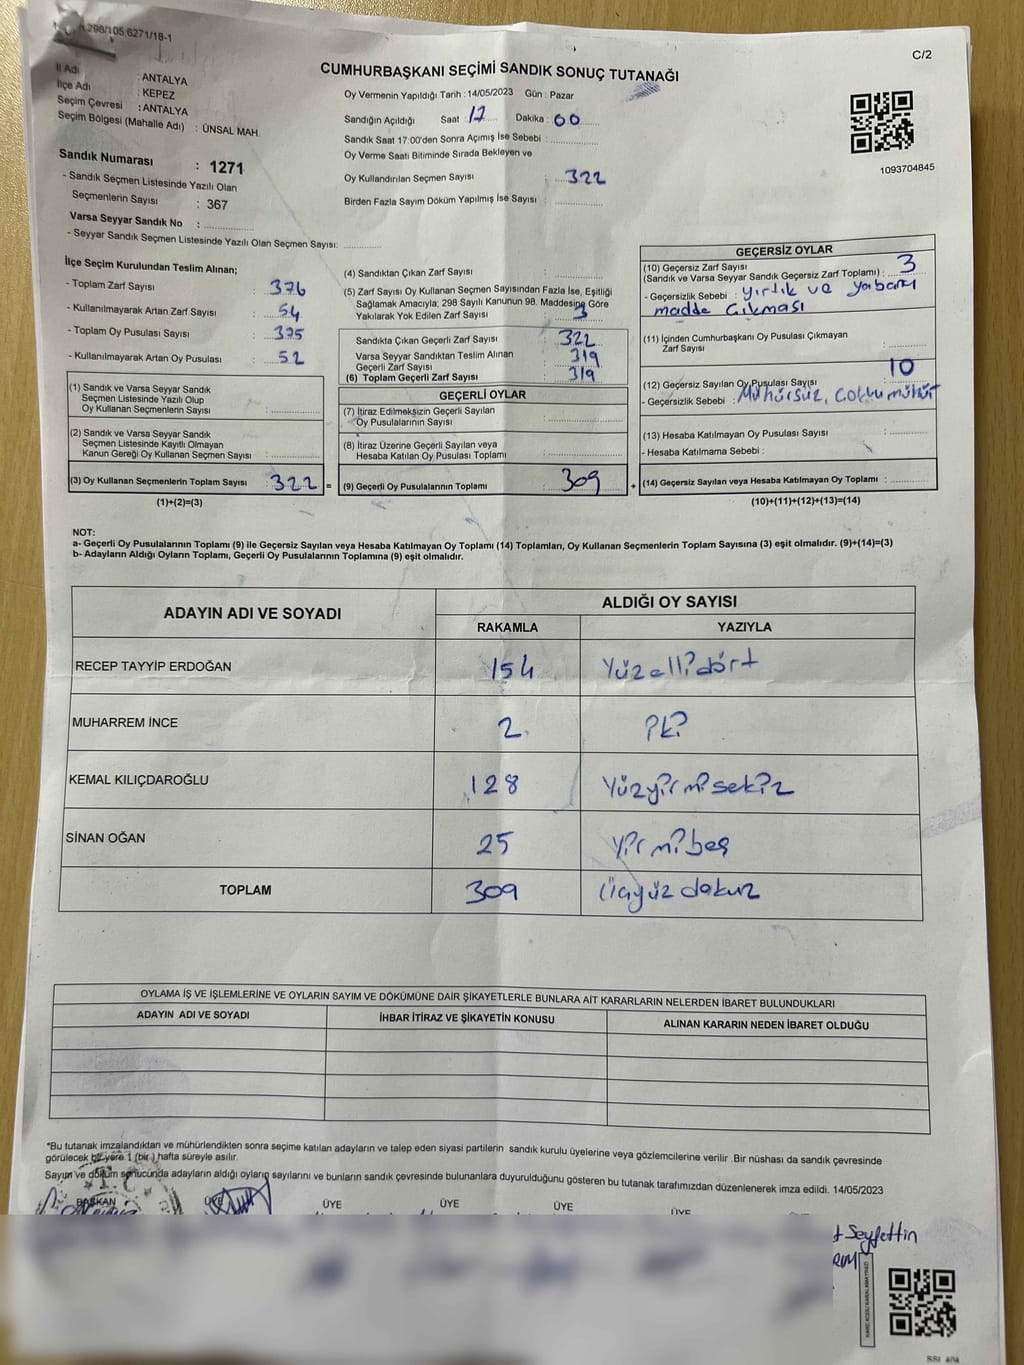 298/105,6271/18-1
C/2
CUMHURBAŞKANI SEÇİMİ SANDIK SONUÇ TUTANAĞI
İl Adı : ANTALYA
İlçe Adı : KEPEZ
Seçim Çevresi : ANTALYA
Seçim Bölgesi (Mahalle Adı) : ÜNSAL MAH.
Sandık Numarası : 1271
- Sandık Seçmen Listesinde Yazılı Olan
Seçmenlerin Sayısı : 367
Varsa Seyyar Sandık No :
- Seyyar Sandık Seçmen Listesinde Yazılı Olan Seçmen Sayısı:
Oy Vermenin Yapıldığı Tarih : 14/05/2023 Gün : Pazar
Sandığın Açıldığı Saat : 17 Dakika : 00
Sandık Saat 17:00'den Sonra Açımış İse Sebebi :
Oy Verme Saati Bitiminde Sırada Bekleyen ve
Oy Kullandırılan Seçmen Sayısı : 322
Birden Fazla Sayım Döküm Yapılmış İse Sayısı :
1093704845
İlçe Seçim Kurulundan Teslim Alınan;
- Toplam Zarf Sayısı : 376
- Kullanılmayarak Artan Zarf Sayısı : 54
- Toplam Oy Pusulası Sayısı : 375
- Kullanılmayarak Artan Oy Pusulası : 52
(1) Sandık ve Varsa Seyyar Sandık
Seçmen Listesinde Yazılı Olup
Oy Kullanan Seçmenlerin Sayısı :
(2) Sandık ve Varsa Seyyar Sandık
Seçmen Listesinde Kayıtlı Olmayan
Kanun Gereği Oy Kullanan Seçmen Sayısı :
(3) Oy Kullanan Seçmenlerin Toplam Sayısı : 322 =
(1)+(2)=(3)
(4) Sandıktan Çıkan Zarf Sayısı :
(5) Zarf Sayısı Oy Kullanan Seçmen Sayısından Fazla İse, Eşitliği
Sağlamak Amacıyla; 298 Sayılı Kanunun 98. Maddesine Göre
Yakılarak Yok Edilen Zarf Sayısı : 3
Sandıkta Çıkan Geçerli Zarf Sayısı : 322
Varsa Seyyar Sandıktan Teslim Alınan
Geçerli Zarf Sayısı : 319
(6) Toplam Geçerli Zarf Sayısı : 319
GEÇERLİ OYLAR
(7) İtiraz Edilmeksizin Geçerli Sayılan
Oy Pusulalarının Sayısı :
(8) İtiraz Üzerine Geçerli Sayılan veya
Hesaba Katılan Oy Pusulası Toplamı :
(9) Geçerli Oy Pusulalarının Toplamı : 309 +
GEÇERSİZ OYLAR
(10) Geçersiz Zarf Sayısı
(Sandık ve Varsa Seyyar Sandık Geçersiz Zarf Toplamı) : 3
- Geçersizlik Sebebi : yırtık ve yabancı
madde çıkması
(11) İçinden Cumhurbaşkanı Oy Pusulası Çıkmayan
Zarf Sayısı :
(12) Geçersiz Sayılan Oy Pusulası Sayısı : 10
- Geçersizlik Sebebi : Mühürsüz, Çoklu mühür
(13) Hesaba Katılmayan Oy Pusulası Sayısı :
- Hesaba Katılmama Sebebi :
(14) Geçersiz Sayılan veya Hesaba Katılmayan Oy Toplamı :
(10)+(11)+(12)+(13)=(14)
NOT:
a- Geçerli Oy Pusulalarının Toplamı (9) ile Geçersiz Sayılan veya Hesaba Katılmayan Oy Toplamı (14) Toplamları, Oy Kullanan Seçmenlerin Toplam Sayısına (3) eşit olmalıdır. (9)+(14)=(3)
b- Adayların Aldığı Oyların Toplamı, Geçerli Oy Pusulalarının Toplamına (9) eşit olmalıdır.
ADAYIN ADI VE SOYADI ALDIĞI OY SAYISI
RAKAMLA YAZIYLA
RECEP TAYYİP ERDOĞAN 154 Yüzellidört
MUHARREM İNCE 2 iki
KEMAL KILIÇDAROĞLU 128 Yüzyirmisekiz
SİNAN OĞAN 25 Yirmibeş
TOPLAM 309 Üçyüz dokuz
OYLAMA İŞ VE İŞLEMLERİNE VE OYLARIN SAYIM VE DÖKÜMÜNE DAİR ŞİKAYETLERLE BUNLARA AİT KARARLARIN NELERDEN İBARET BULUNDUKLARI
ADAYIN ADI VE SOYADI İHBAR İTİRAZ VE ŞİKAYETİN KONUSU ALINAN KARARIN NEDEN İBARET OLDUĞU
*Bu tutanak imzalandıktan ve mühürlendikten sonra seçime katılan adayların ve talep eden siyasi partilerin sandık kurulu üyelerine veya gözlemcilerine verilir .Bir nüshası da sandık çevresinde
görülecek bir yere 1 (bir) hafta süreyle asılır.
Sayım ve döküm sonucunda adayların aldığı oyların sayılarını ve bunların sandık çevresinde bulunanlara duyurulduğunu gösteren bu tutanak tarafımızdan düzenlenerek imza edildi. 14/05/2023
T.C
BAŞKAN ÜYE ÜYE ÜYE ÜYE ÜYE
Seyfettin